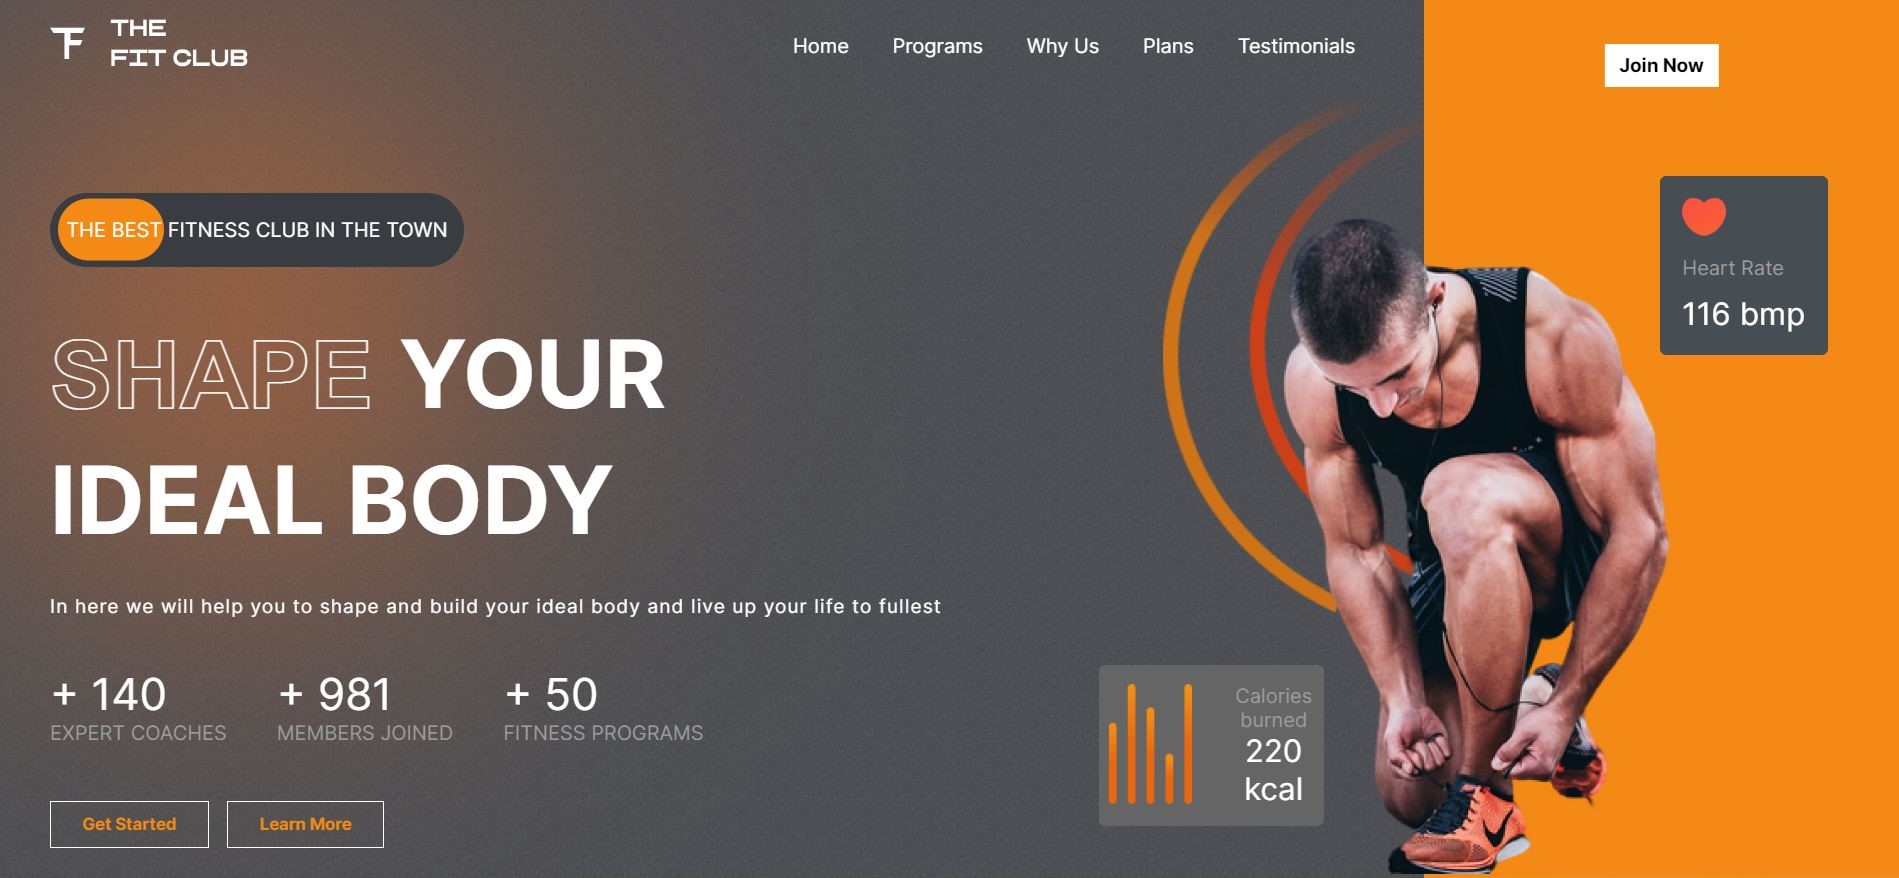 THE
FIT CLUB
Home Programs Why Us Plans Testimonials
Join Now
THE BEST FITNESS CLUB IN THE TOWN
SHAPE YOUR
IDEAL BODY
In here we will help you to shape and build your ideal body and live up your life to fullest
+ 140 + 981 + 50
EXPERT COACHES MEMBERS JOINED FITNESS PROGRAMS
Get Started Learn More
Heart Rate
116 bmp
Calories
burned
220
kcal